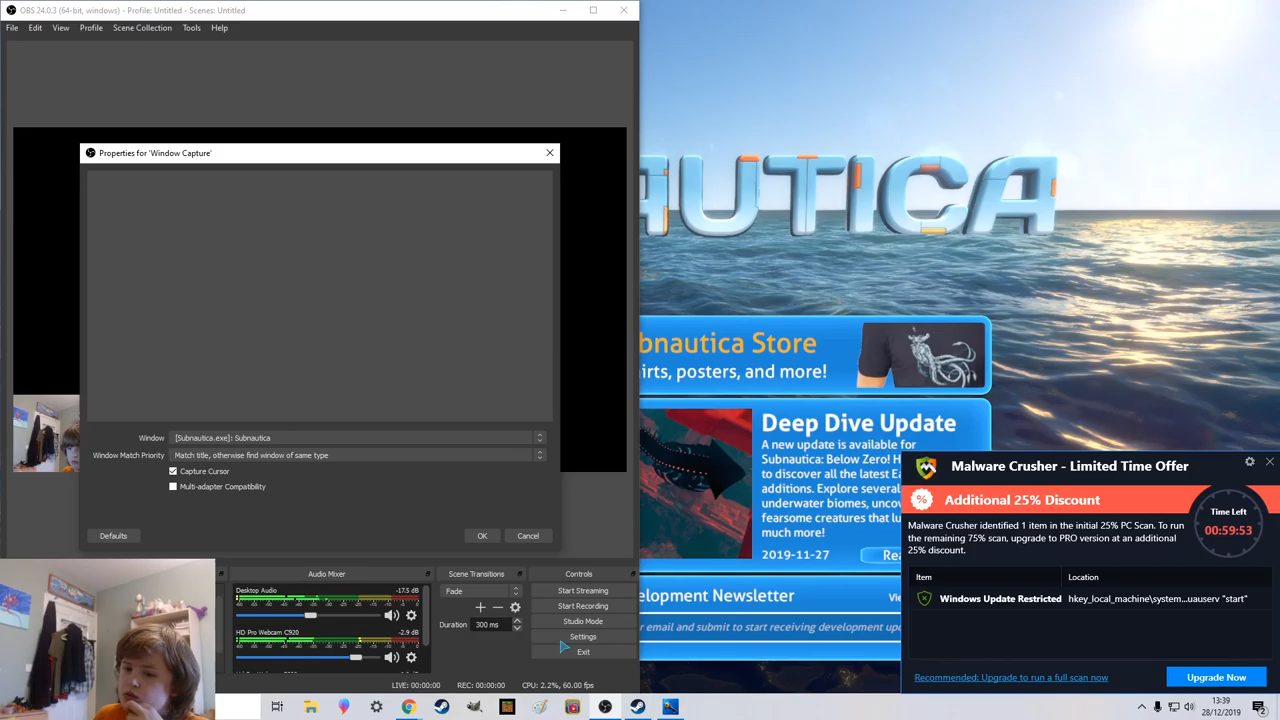 OBS 24.0.3 (64-bit, windows) - Profile: Untitled - Scenes: Untitled
File Edit View Profile Scene Collection Tools Help
Properties for 'Window Capture'
Window [Subnautica.exe]: Subnautica
Window Match Priority Match title, otherwise find window of same type
Capture Cursor
Multi-adapter Compatibility
Defaults OK Cancel
Audio Mixer
Desktop Audio -17.5 dB
HD Pro Webcam C920 -2.9 dB
Scene Transitions
Fade
Duration 300 ms
Controls
Start Streaming
Start Recording
Studio Mode
Settings
Exit
LIVE: 00:00:00 REC: 00:00:00 CPU: 2.2%, 60.00 fps
AUTICA
bnautica Store
irts, posters, and more!
Deep Dive Update
A new update is available for
Subnautica: Below Zero! H
to discover all the latest Ea
additions. Explore several
underwater biomes, uncov
fearsome creatures that lu
much more!
2019-11-27 Rea
elopment Newsletter Vie
r email and submit to start receiving development upd
Malware Crusher - Limited Time Offer
Additional 25% Discount
Time Left
00:59:53
Malware Crusher identified 1 item in the initial 25% PC Scan. To run
the remaining 75% scan, upgrade to PRO version at an additional
25% discount.
Item Location
Windows Update Restricted hkey_local_machine\system...uauserv "start"
Recommended: Upgrade to run a full scan now
Upgrade Now
13:39
28/12/2019
2